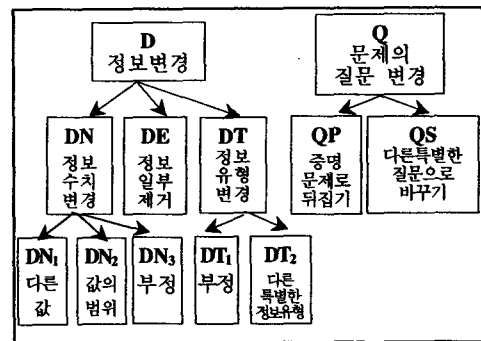 D
정보변경
Q
문제의
질문 변경
DN
정보
수치
변경
DE
정보
일부
제거
DT
정보
유형
변경
QP
증명
문제로
뒤집기
QS
다른특별한
질문으로
바꾸기
DN₁
다른
값
DN₂
값의
범위
DN₃
부정
DT₁
부정
DT₂
다른
특별한
정보유형